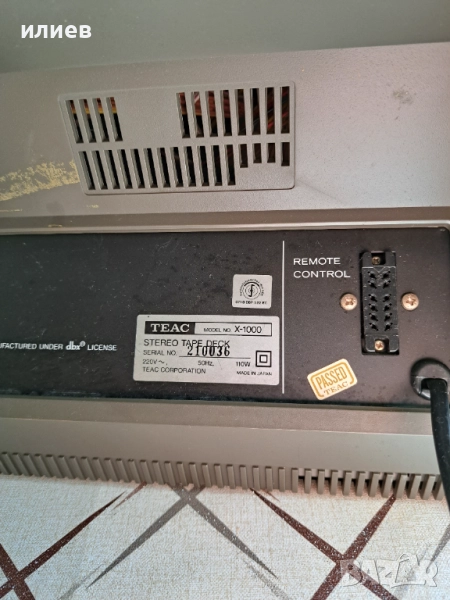 илиев
REMOTE
CONTROL
TEAC MODEL NO. X-1000
STEREO TAPE DECK
SERIAL NO. 210036
220V~, 50Hz, 110W
TEAC CORPORATION MADE IN JAPAN
UFACTURED UNDER dbx® LICENSE
PASSED
TEAC
BAZAR